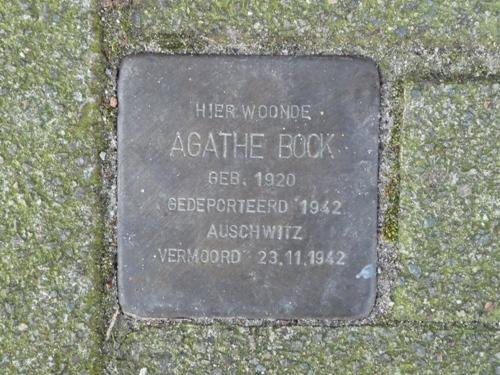 HIER WOONDE
AGATHE BOCK
GEB. 1920
GEDEPORTEERD 1942
AUSCHWITZ
VERMOORD 23.11.1942